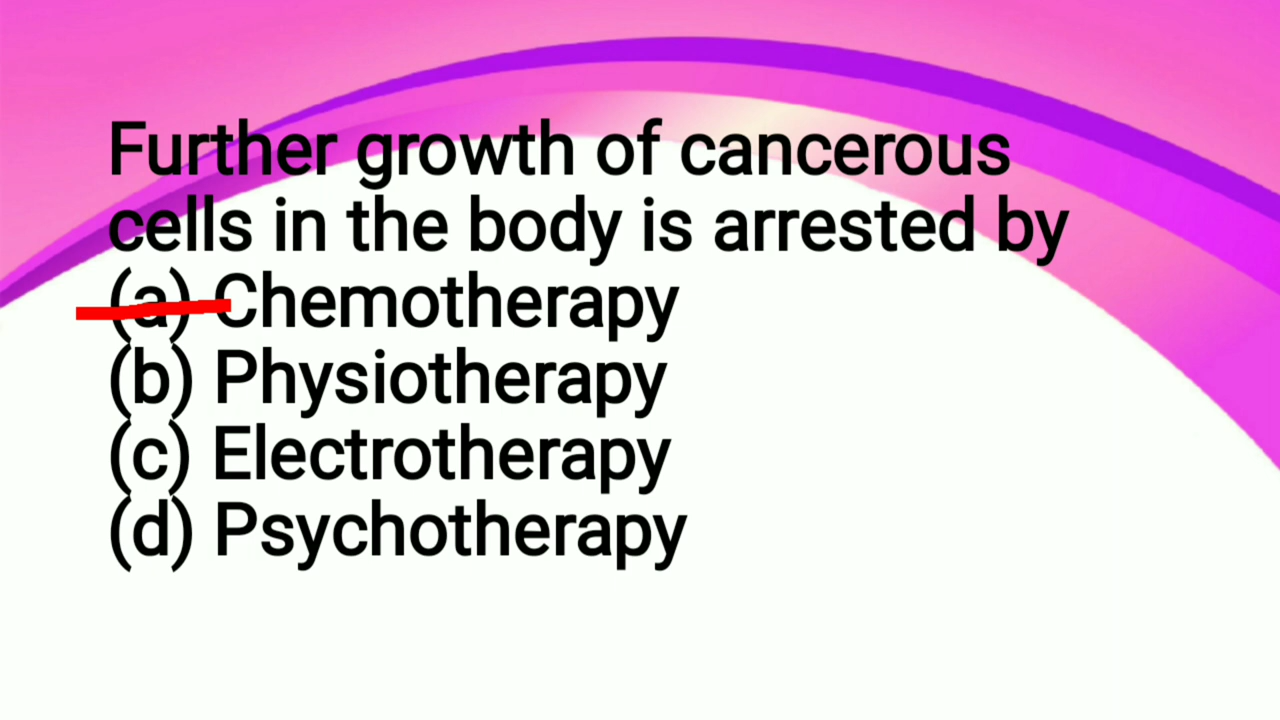 Further growth of cancerous
cells in the body is arrested by
(a) Chemotherapy
(b) Physiotherapy
(c) Electrotherapy
(d) Psychotherapy